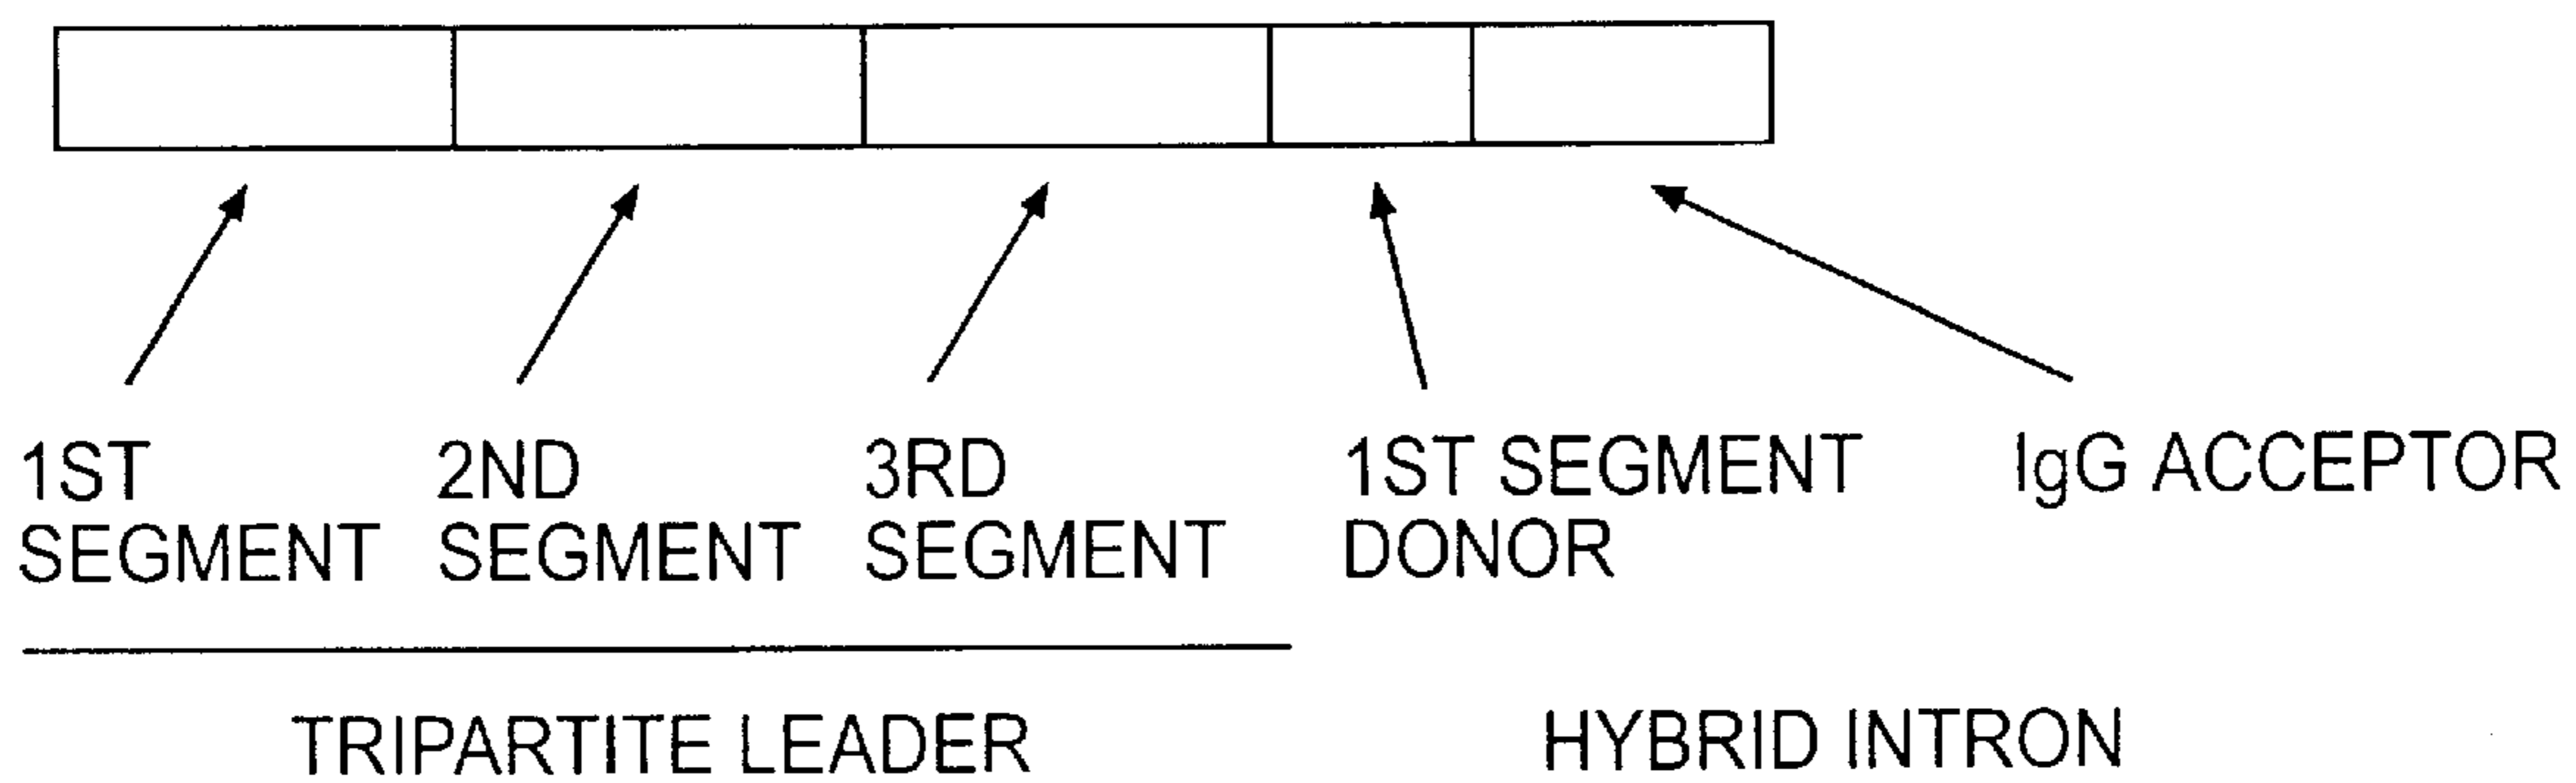 1ST
SEGMENT
2ND
SEGMENT
3RD
SEGMENT
1ST SEGMENT
DONOR
IgG ACCEPTOR
TRIPARTITE LEADER
HYBRID INTRON